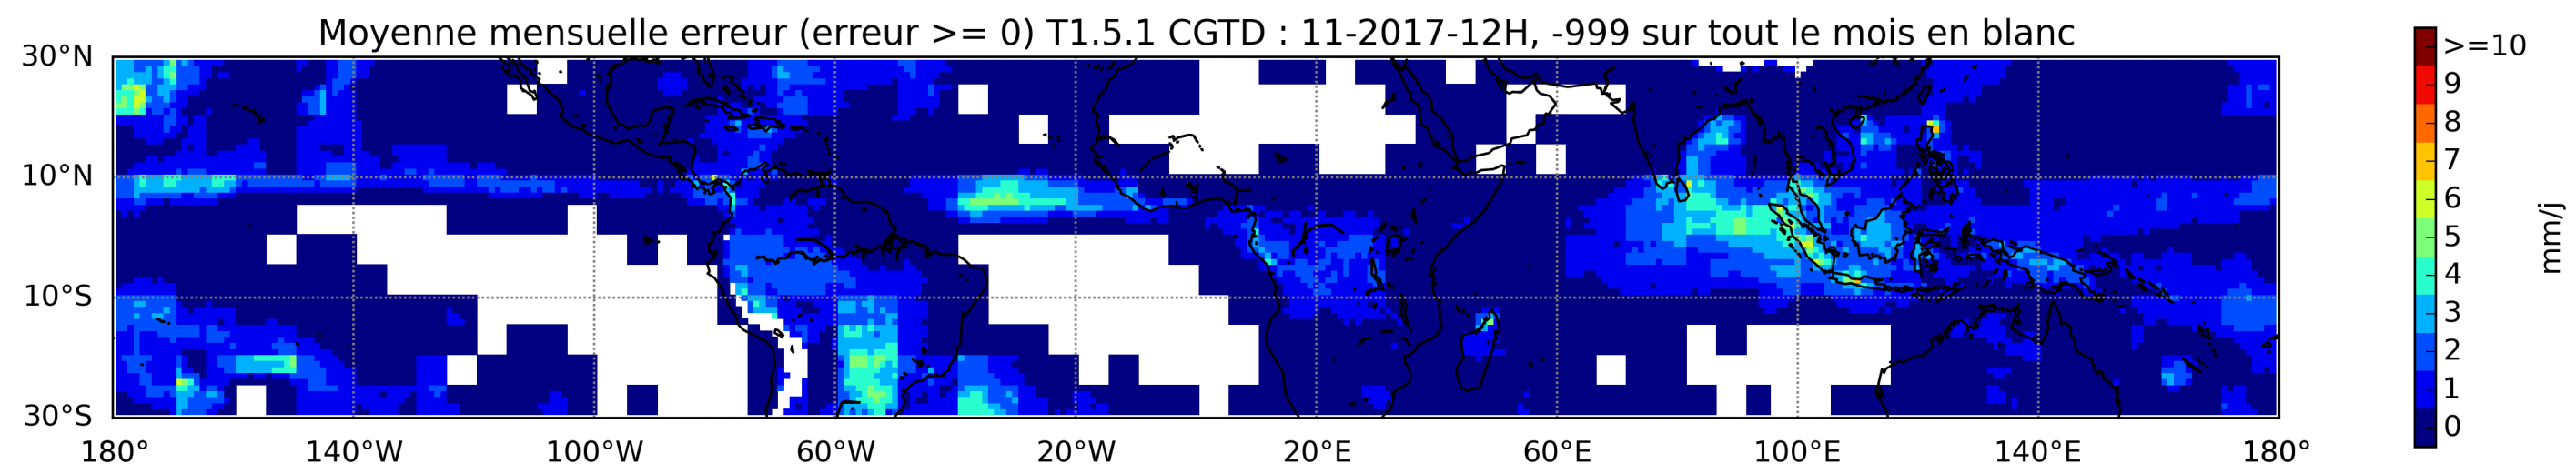 Moyenne mensuelle erreur (erreur >= 0) T1.5.1 CGTD : 11-2017-12H, -999 sur tout le mois en blanc
30°N
10°N
10°S
30°S
180° 140°W 100°W 60°W 20°W 20°E 60°E 100°E 140°E 180°
>=10
9
8
7
6
5
4
3
2
1
0
mm/j